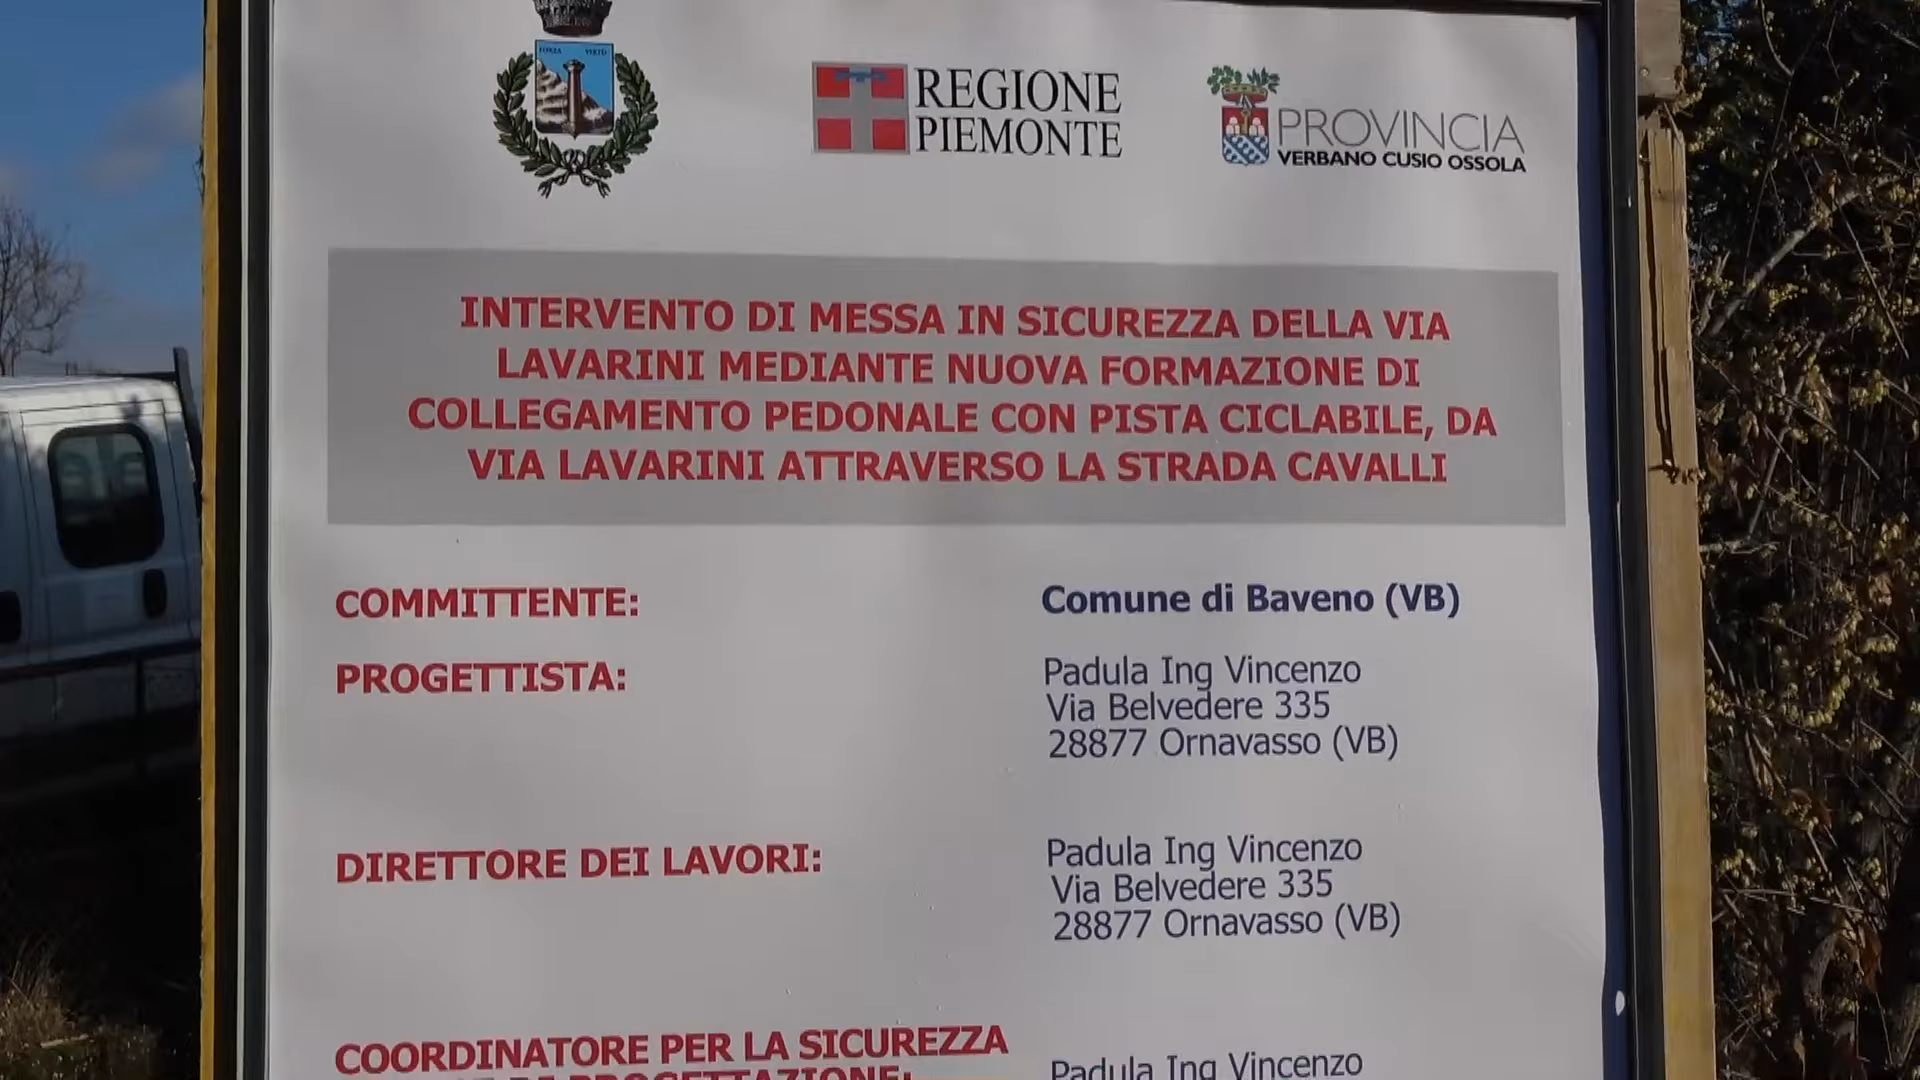 FORZA VIRTÙ
REGIONE
PIEMONTE
PROVINCIA
VERBANO CUSIO OSSOLA
INTERVENTO DI MESSA IN SICUREZZA DELLA VIA
LAVARINI MEDIANTE NUOVA FORMAZIONE DI
COLLEGAMENTO PEDONALE CON PISTA CICLABILE, DA
VIA LAVARINI ATTRAVERSO LA STRADA CAVALLI
COMMITTENTE: Comune di Baveno (VB)
PROGETTISTA: Padula Ing Vincenzo
Via Belvedere 335
28877 Ornavasso (VB)
DIRETTORE DEI LAVORI: Padula Ing Vincenzo
Via Belvedere 335
28877 Ornavasso (VB)
COORDINATORE PER LA SICUREZZA
Padula Ing Vincenzo
PROGETTAZIONE: